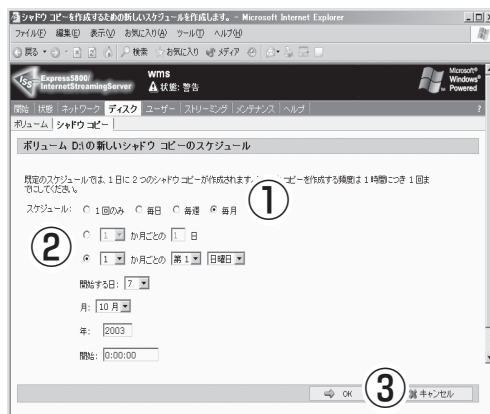 シャドウ コピーを作成するための新しいスケジュールを作成します。 - Microsoft Internet Explorer
ファイル(F) 編集(E) 表示(V) お気に入り(A) ツール(T) ヘルプ(H)
戻る 検索 お気に入り メディア
Express5800/
InternetStreamingServer
wms
状態: 警告
Microsoft®
Windows®
Powered
開始 状態 ネットワーク ディスク ユーザー ストリーミング メンテナンス ヘルプ ?
ボリューム シャドウ コピー
ボリューム D:\ の新しいシャドウ コピーのスケジュール
既定のスケジュールでは、1 日に 2 つのシャドウ コピーが作成されます。 コピーを作成する頻度は 1 時間につき 1 回ま
でにしてください。
スケジュール: 1 回のみ 毎日 毎週 毎月
①
②
1 か月ごとの 1 日
1 か月ごとの 第 1 日曜日
開始する日: 7
月: 10 月
年: 2003
開始: 0:00:00
OK
③
キャンセル